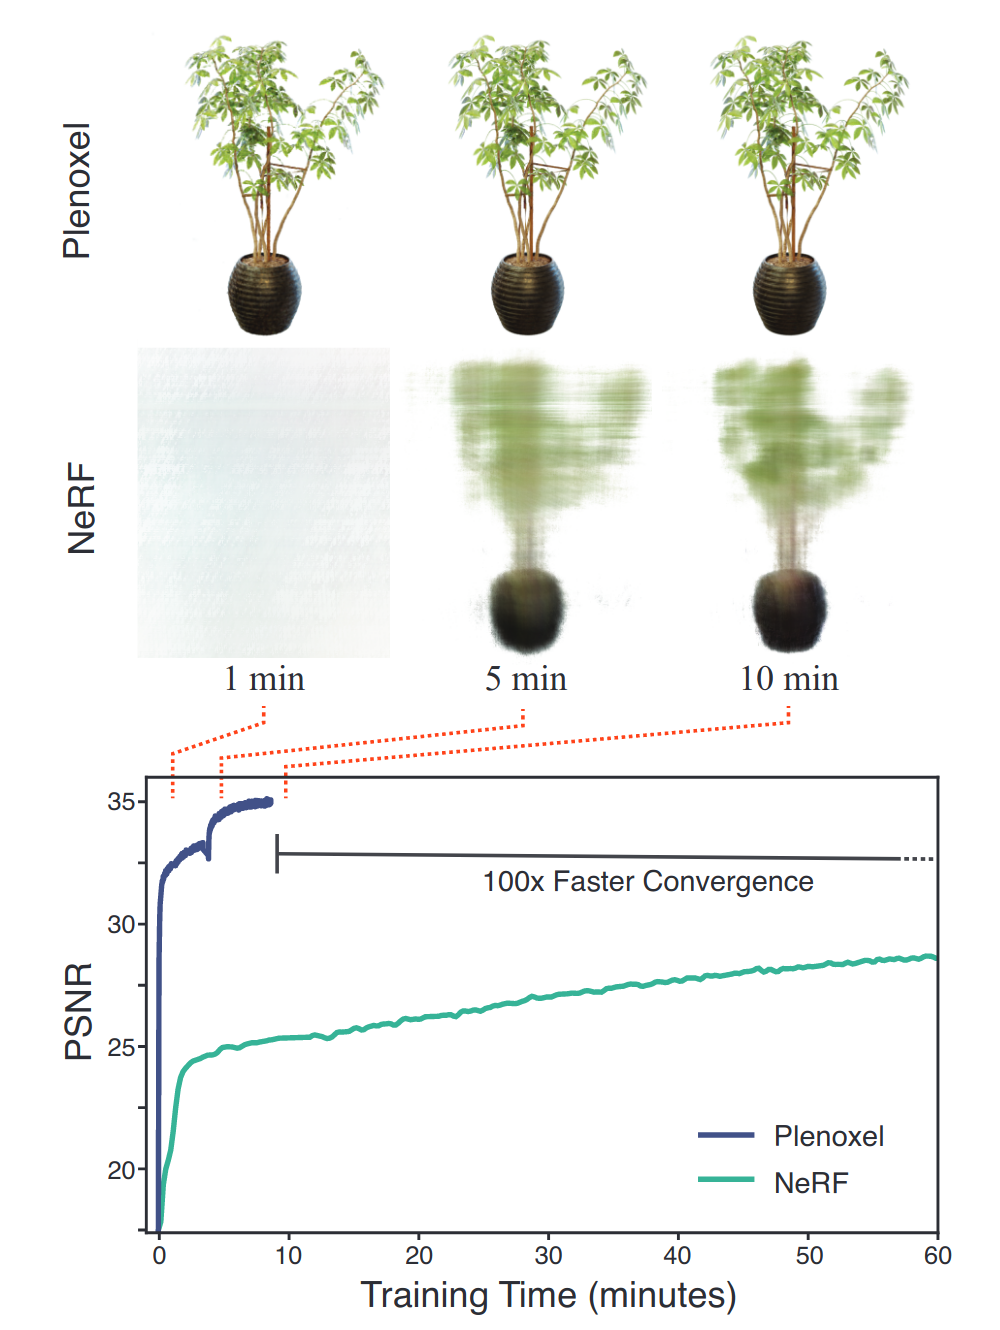 Plenoxel
NeRF
1 min
5 min
10 min
35
30
25
20
PSNR
100x Faster Convergence
Plenoxel
NeRF
0
10
20
30
40
50
60
Training Time (minutes)